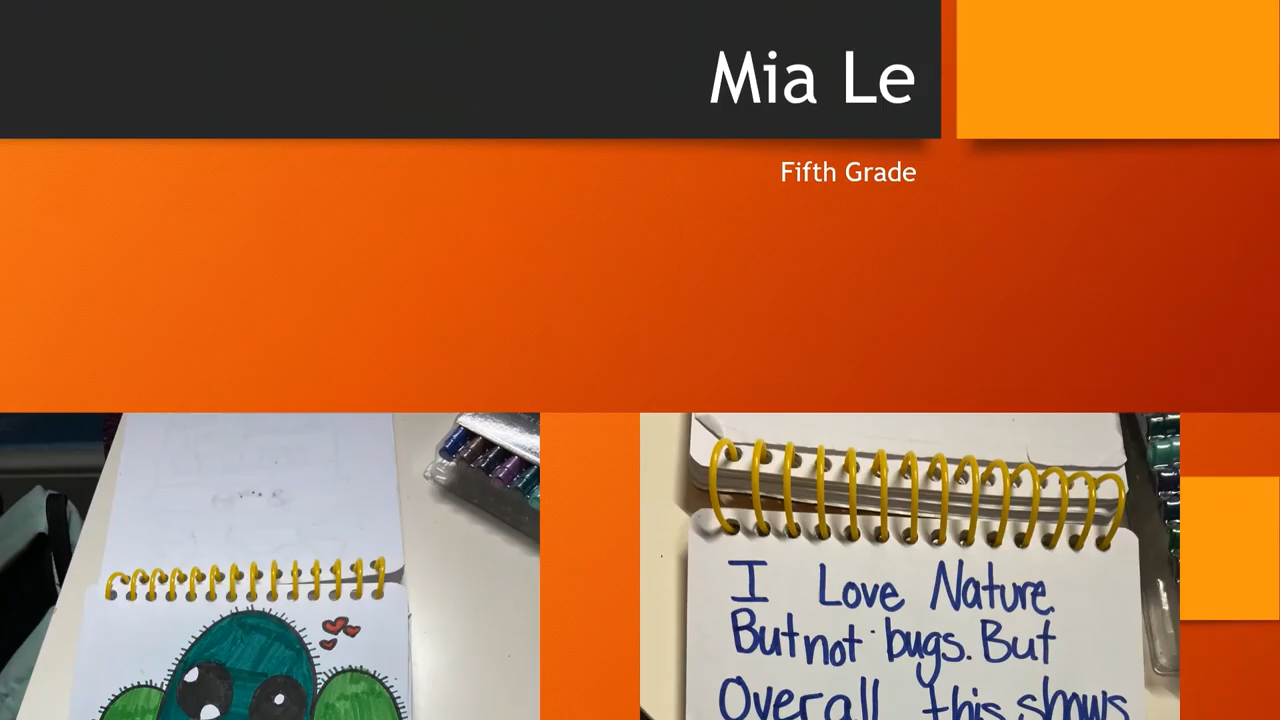 Mia Le
Fifth Grade
I Love Nature.
But not bugs. But
Overall this shows